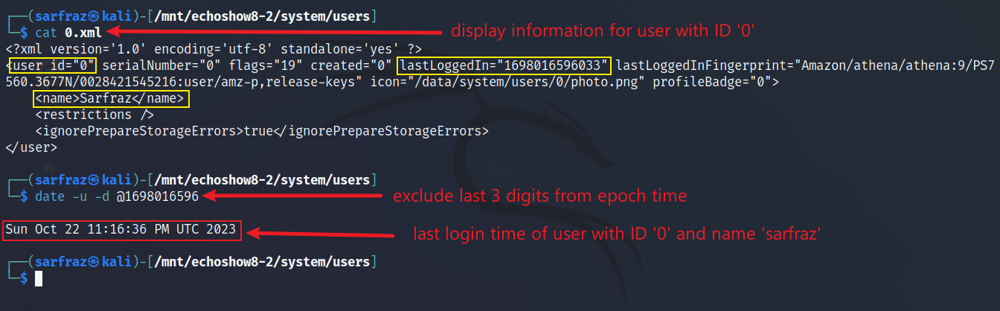 ┌──(sarfraz㉿kali)-[/mnt/echoshow8-2/system/users]
└─$ cat 0.xml display information for user with ID '0'
<?xml version='1.0' encoding='utf-8' standalone='yes' ?>
<user id="0" serialNumber="0" flags="19" created="0" lastLoggedIn="1698016596033" lastLoggedInFingerprint="Amazon/athena/athena:9/PS7
560.3677N/0028421545216:user/amz-p,release-keys" icon="/data/system/users/0/photo.png" profileBadge="0">
    <name>Sarfraz</name>
    <restrictions />
    <ignorePrepareStorageErrors>true</ignorePrepareStorageErrors>
</user>
┌──(sarfraz㉿kali)-[/mnt/echoshow8-2/system/users]
└─$ date -u -d @1698016596 exclude last 3 digits from epoch time
Sun Oct 22 11:16:36 PM UTC 2023 last login time of user with ID '0' and name 'sarfraz'
┌──(sarfraz㉿kali)-[/mnt/echoshow8-2/system/users]
└─$